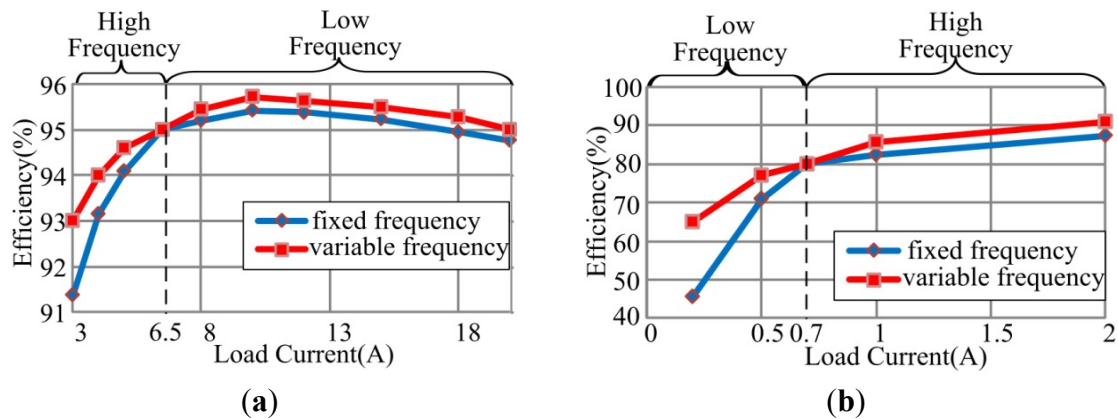 High
Frequency
Low
Frequency
96
95
94
93
92
91
Efficiency(%)
fixed frequency
variable frequency
3
6.5
8
13
18
Load Current(A)
(a)
Low
Frequency
High
Frequency
100
90
80
70
60
50
40
Efficiency(%)
fixed frequency
variable frequency
0
0.5
0.7
1
1.5
2
Load Current(A)
(b)